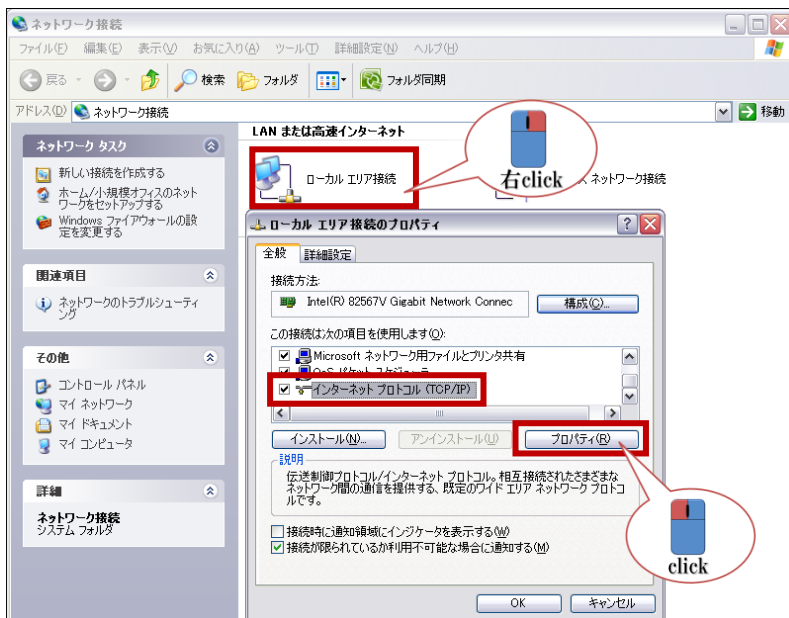 ネットワーク接続
ファイル(F) 編集(E) 表示(V) お気に入り(A) ツール(T) 詳細設定(N) ヘルプ(H)
戻る 検索 フォルダ フォルダ同期
アドレス(D) ネットワーク接続 移動
ネットワーク タスク
新しい接続を作成する
ホーム/小規模オフィスのネット
ワークをセットアップする
Windows ファイアウォールの設
定を変更する
関連項目
ネットワークのトラブルシューティ
ング
その他
コントロール パネル
マイ ネットワーク
マイ ドキュメント
マイ コンピュータ
詳細
ネットワーク接続
システム フォルダ
LAN または高速インターネット
ローカル エリア接続
右click
ス ネットワーク接続
ローカル エリア接続のプロパティ
全般 詳細設定
接続方法:
Intel(R) 82567V Gigabit Network Connec 構成(C)...
この接続は次の項目を使用します(O):
Microsoft ネットワーク用ファイルとプリンタ共有
QoS パケット スケジューラ
インターネット プロトコル (TCP/IP)
インストール(N)... アンインストール(U) プロパティ(R)
説明
伝送制御プロトコル/インターネット プロトコル。相互接続されたさまざまな
ネットワーク間の通信を提供する、既定のワイド エリア ネットワーク プロトコ
ルです。
接続時に通知領域にインジケータを表示する(W)
接続が限られているか利用不可能な場合に通知する(M)
click
OK キャンセル